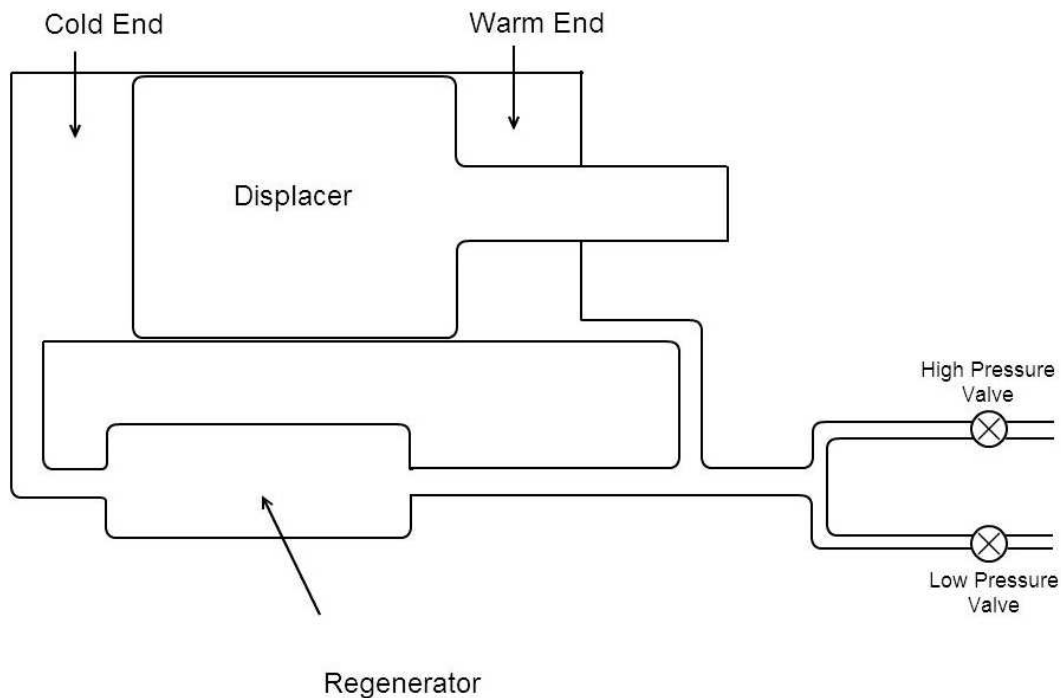 Cold End
Warm End
Displacer
High Pressure
Valve
Low Pressure
Valve
Regenerator